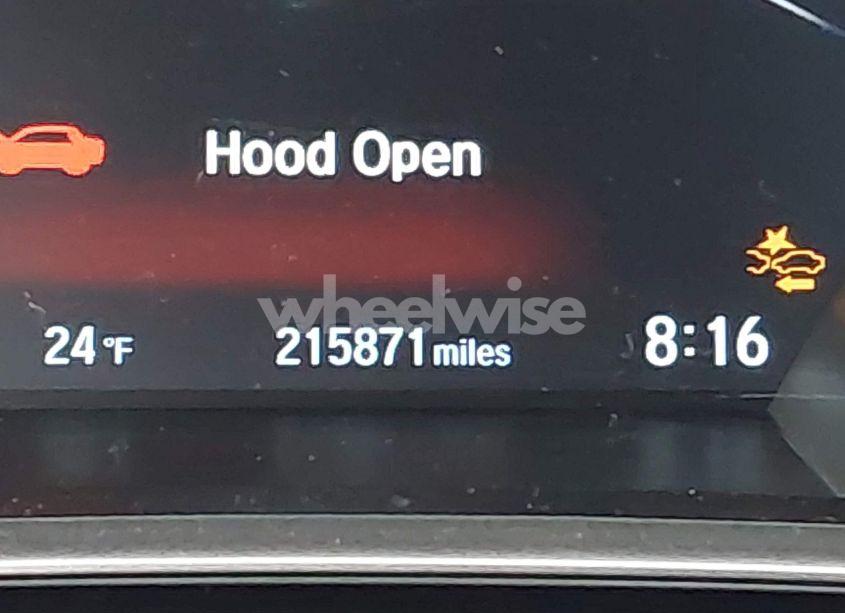 Hood Open
wheelwise
24 °F 215871 miles 8:16